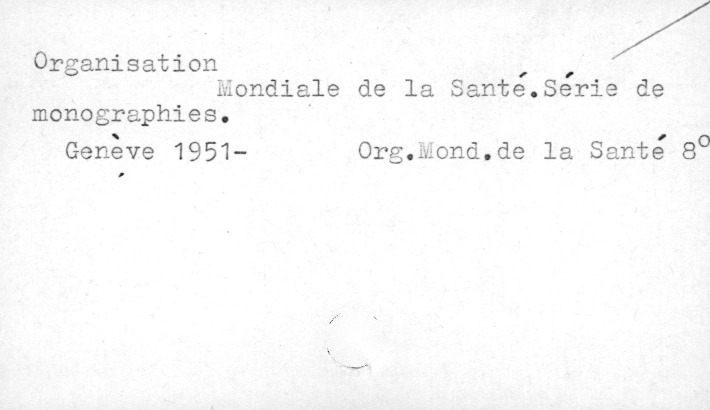 Organisation
Mondiale de la Santé.Série de
monographies.
Genève 1951-    Org.Mond.de la Santé 8°